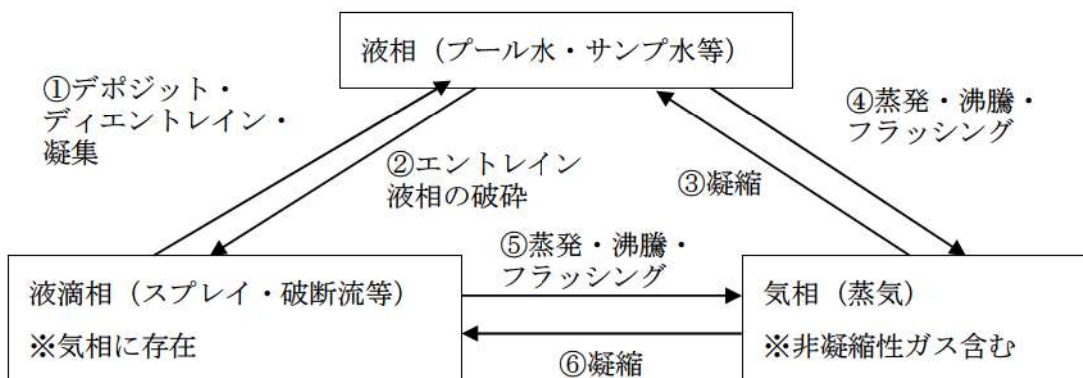 液相（プール水・サンプ水等）
①デポジット・
ディエントレイン・
凝集
②エントレイン
液相の破砕
③凝縮
④蒸発・沸騰・
フラッシング
液滴相（スプレイ・破断流等）
※気相に存在
⑤蒸発・沸騰・
フラッシング
⑥凝縮
気相（蒸気）
※非凝縮性ガス含む